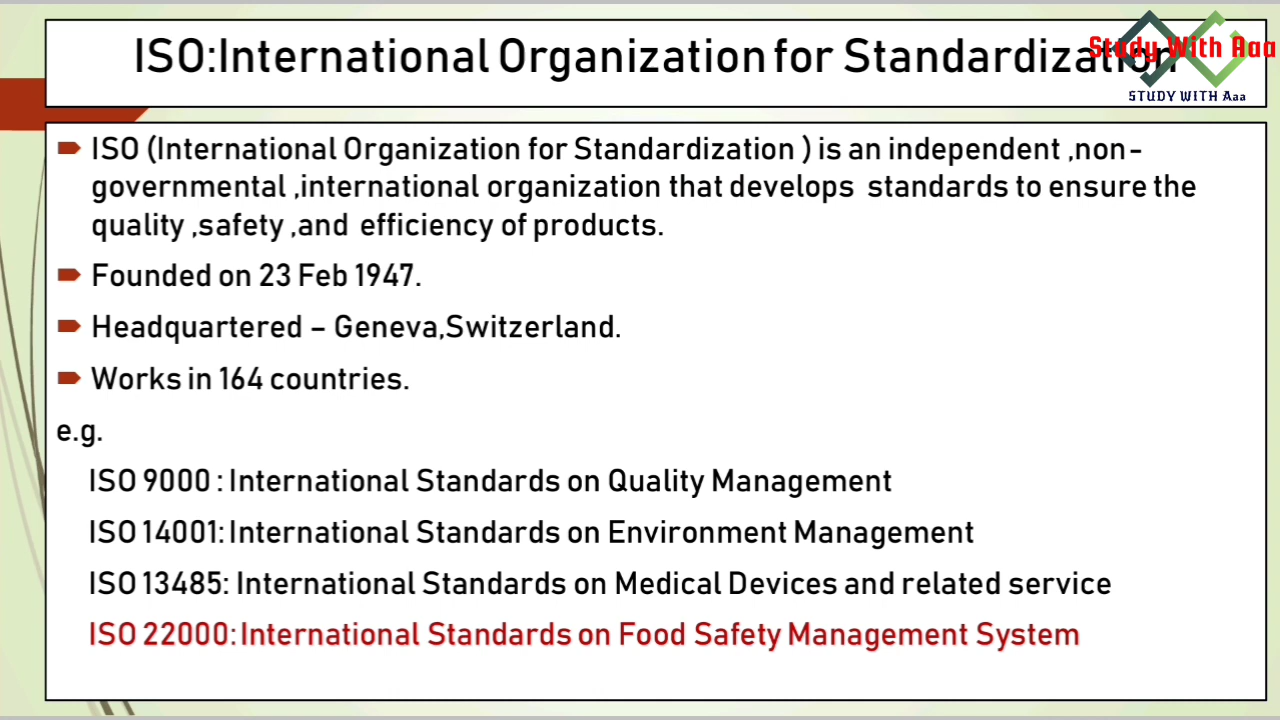 ISO:International Organization for Standardization
Study With Aaa
STUDY WITH Aaa
ISO (International Organization for Standardization ) is an independent ,non-
governmental ,international organization that develops standards to ensure the
quality ,safety ,and efficiency of products.
Founded on 23 Feb 1947.
Headquartered – Geneva,Switzerland.
Works in 164 countries.
e.g.
ISO 9000 : International Standards on Quality Management
ISO 14001: International Standards on Environment Management
ISO 13485: International Standards on Medical Devices and related service
ISO 22000: International Standards on Food Safety Management System